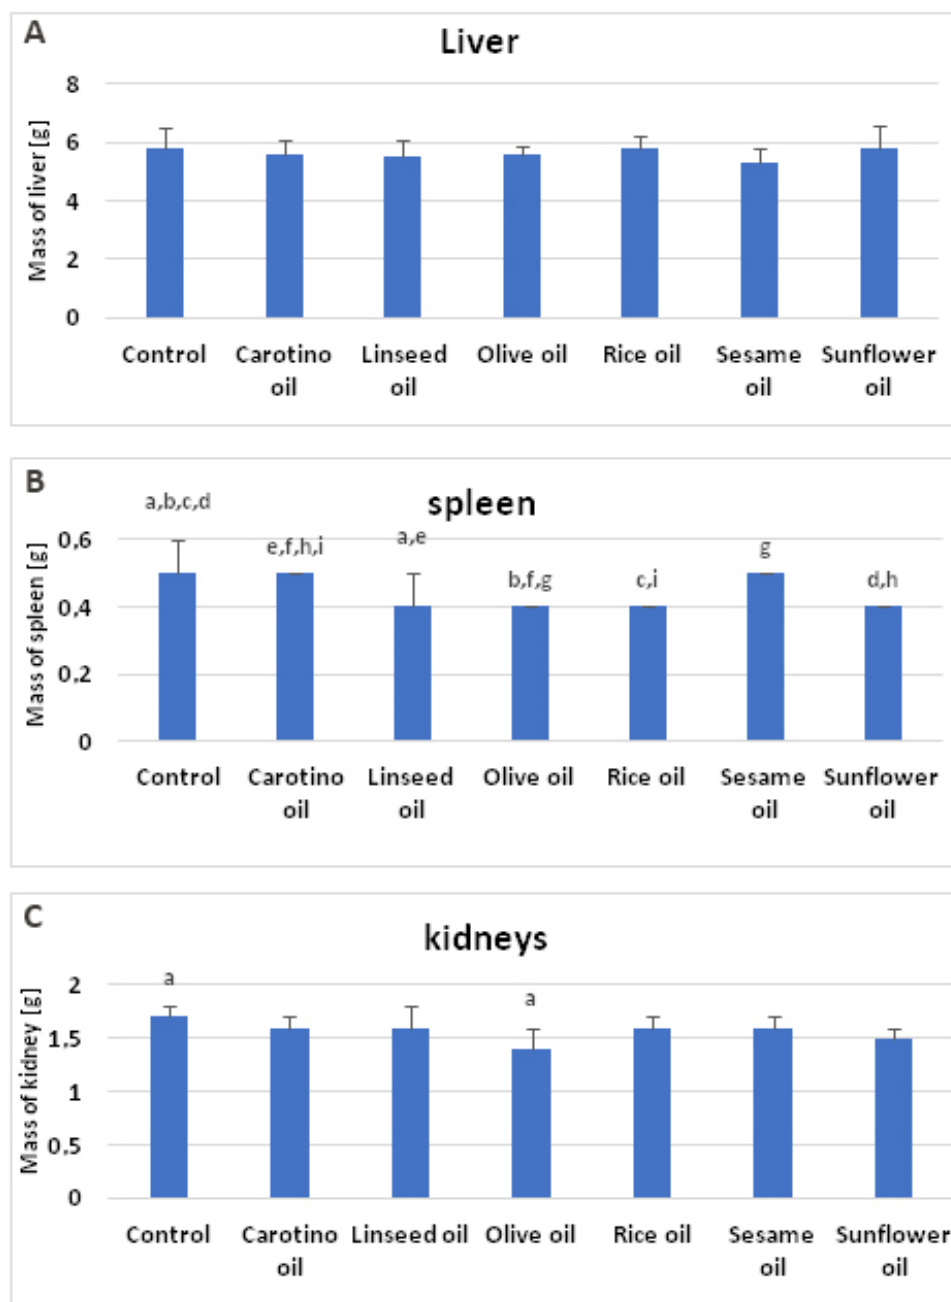 A
Liver
Mass of liver [g]
8
6
4
2
0
Control Carotino oil Linseed oil Olive oil Rice oil Sesame oil Sunflower oil
B
spleen
Mass of spleen [g]
a,b,c,d
e,f,h,i
a,e
b,f,g
c,i
g
d,h
0,6
0,4
0,2
0
Control Carotino oil Linseed oil Olive oil Rice oil Sesame oil Sunflower oil
C
kidneys
Mass of kidney [g]
a
a
2
1.5
1
0.5
0
Control Carotino oil Linseed oil Olive oil Rice oil Sesame oil Sunflower oil